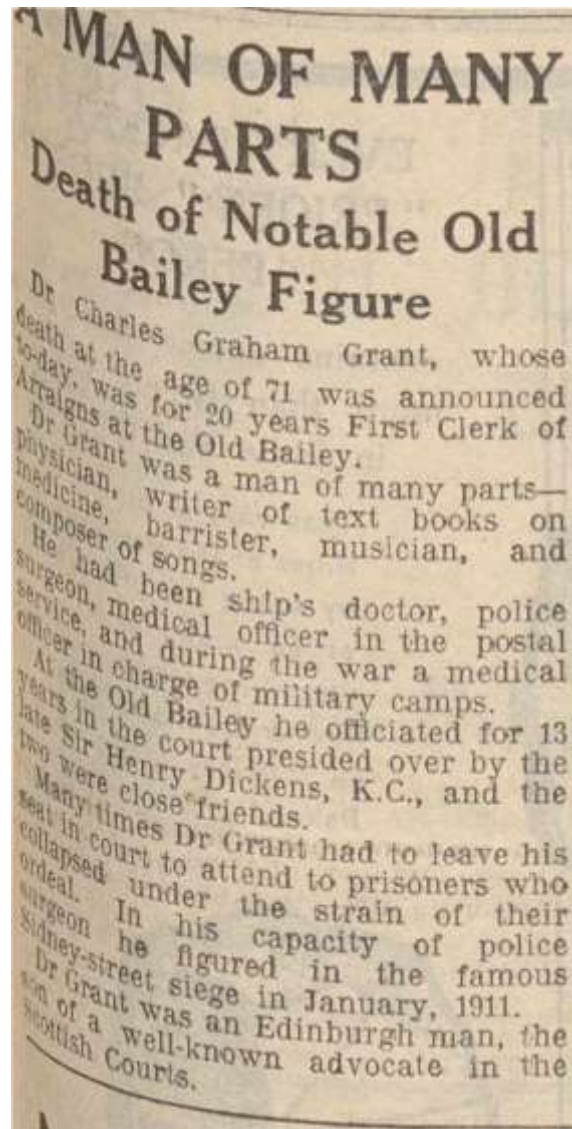 A MAN OF MANY
PARTS
Death of Notable Old
Bailey Figure
Dr Charles Graham Grant, whose
death at the age of 71 was announced
to-day, was for 20 years First Clerk of
Arraigns at the Old Bailey.
Dr Grant was a man of many parts—
physician, writer of text books on
medicine, barrister, musician, and
composer of songs.
He had been ship's doctor, police
surgeon, medical officer in the postal
service, and during the war a medical
officer in charge of military camps.
At the Old Bailey he officiated for 13
years in the court presided over by the
late Sir Henry Dickens, K.C., and the
two were close friends.
Many times Dr Grant had to leave his
seat in court to attend to prisoners who
collapsed under the strain of their
ordeal. In his capacity of police
surgeon he figured in the famous
Sidney-street siege in January, 1911.
Dr Grant was an Edinburgh man, the
son of a well-known advocate in the
Scottish Courts.